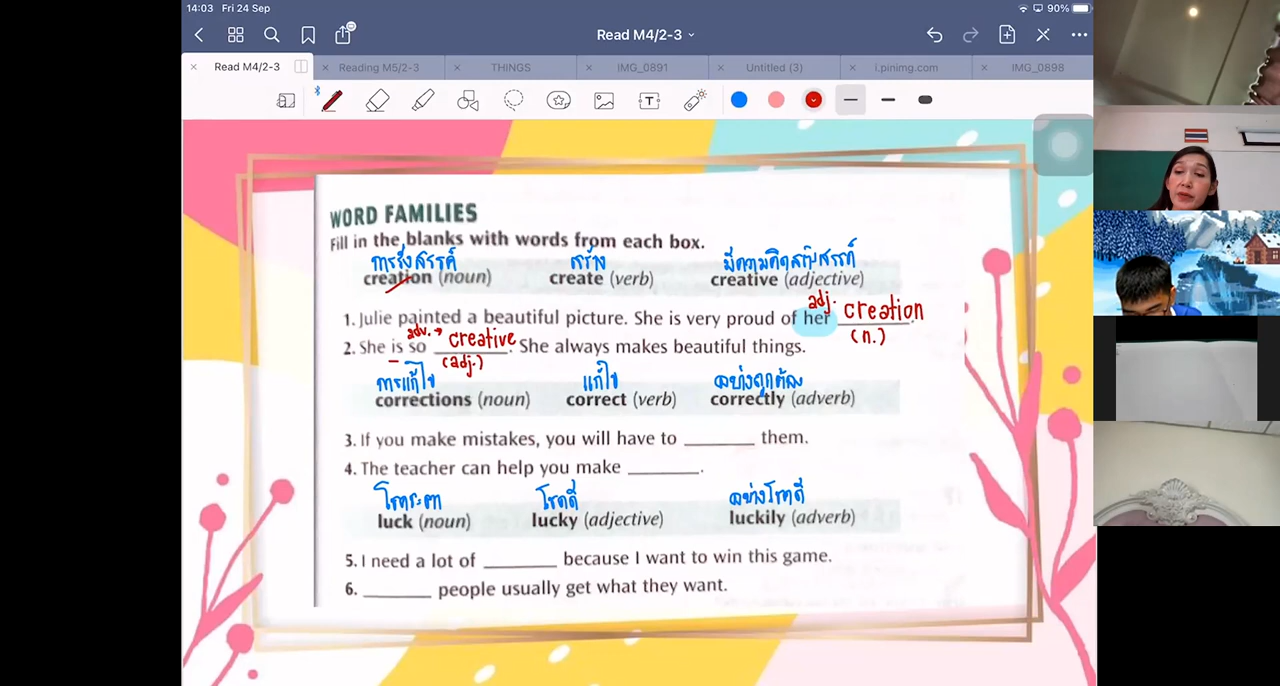 14:03 Fri 24 Sep
90%
Read M4/2-3
Read M4/2-3
Reading M5/2-3
THINGS
IMG_0891
Untitled (3)
i.pinimg.com
IMG_0898
WORD FAMILIES
Fill in the blanks with words from each box.
การสร้างสรรค์ สร้าง มีความคิดสร้างสรรค์
creation (noun) create (verb) creative (adjective)
adj.
1. Julie painted a beautiful picture. She is very proud of her creation.
adv. (n.)
2. She is so creative. She always makes beautiful things.
(adj.)
การแก้ไข แก้ไข อย่างถูกต้อง
corrections (noun) correct (verb) correctly (adverb)
3. If you make mistakes, you will have to ______ them.
4. The teacher can help you make ______.
โชคชะตา โชคดี อย่างโชคดี
luck (noun) lucky (adjective) luckily (adverb)
5. I need a lot of ______ because I want to win this game.
6. ______ people usually get what they want.